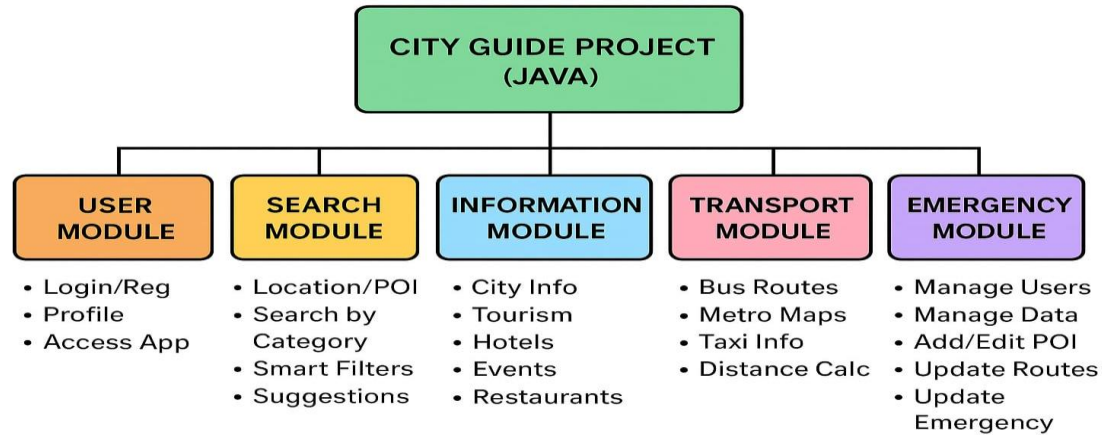 CITY GUIDE PROJECT
(JAVA)
USER
MODULE
• Login/Reg
• Profile
• Access App
SEARCH
MODULE
• Location/POI
• Search by
Category
• Smart Filters
• Suggestions
INFORMATION
MODULE
• City Info
• Tourism
• Hotels
• Events
• Restaurants
TRANSPORT
MODULE
• Bus Routes
• Metro Maps
• Taxi Info
• Distance Calc
EMERGENCY
MODULE
• Manage Users
• Manage Data
• Add/Edit POI
• Update Routes
• Update
Emergency